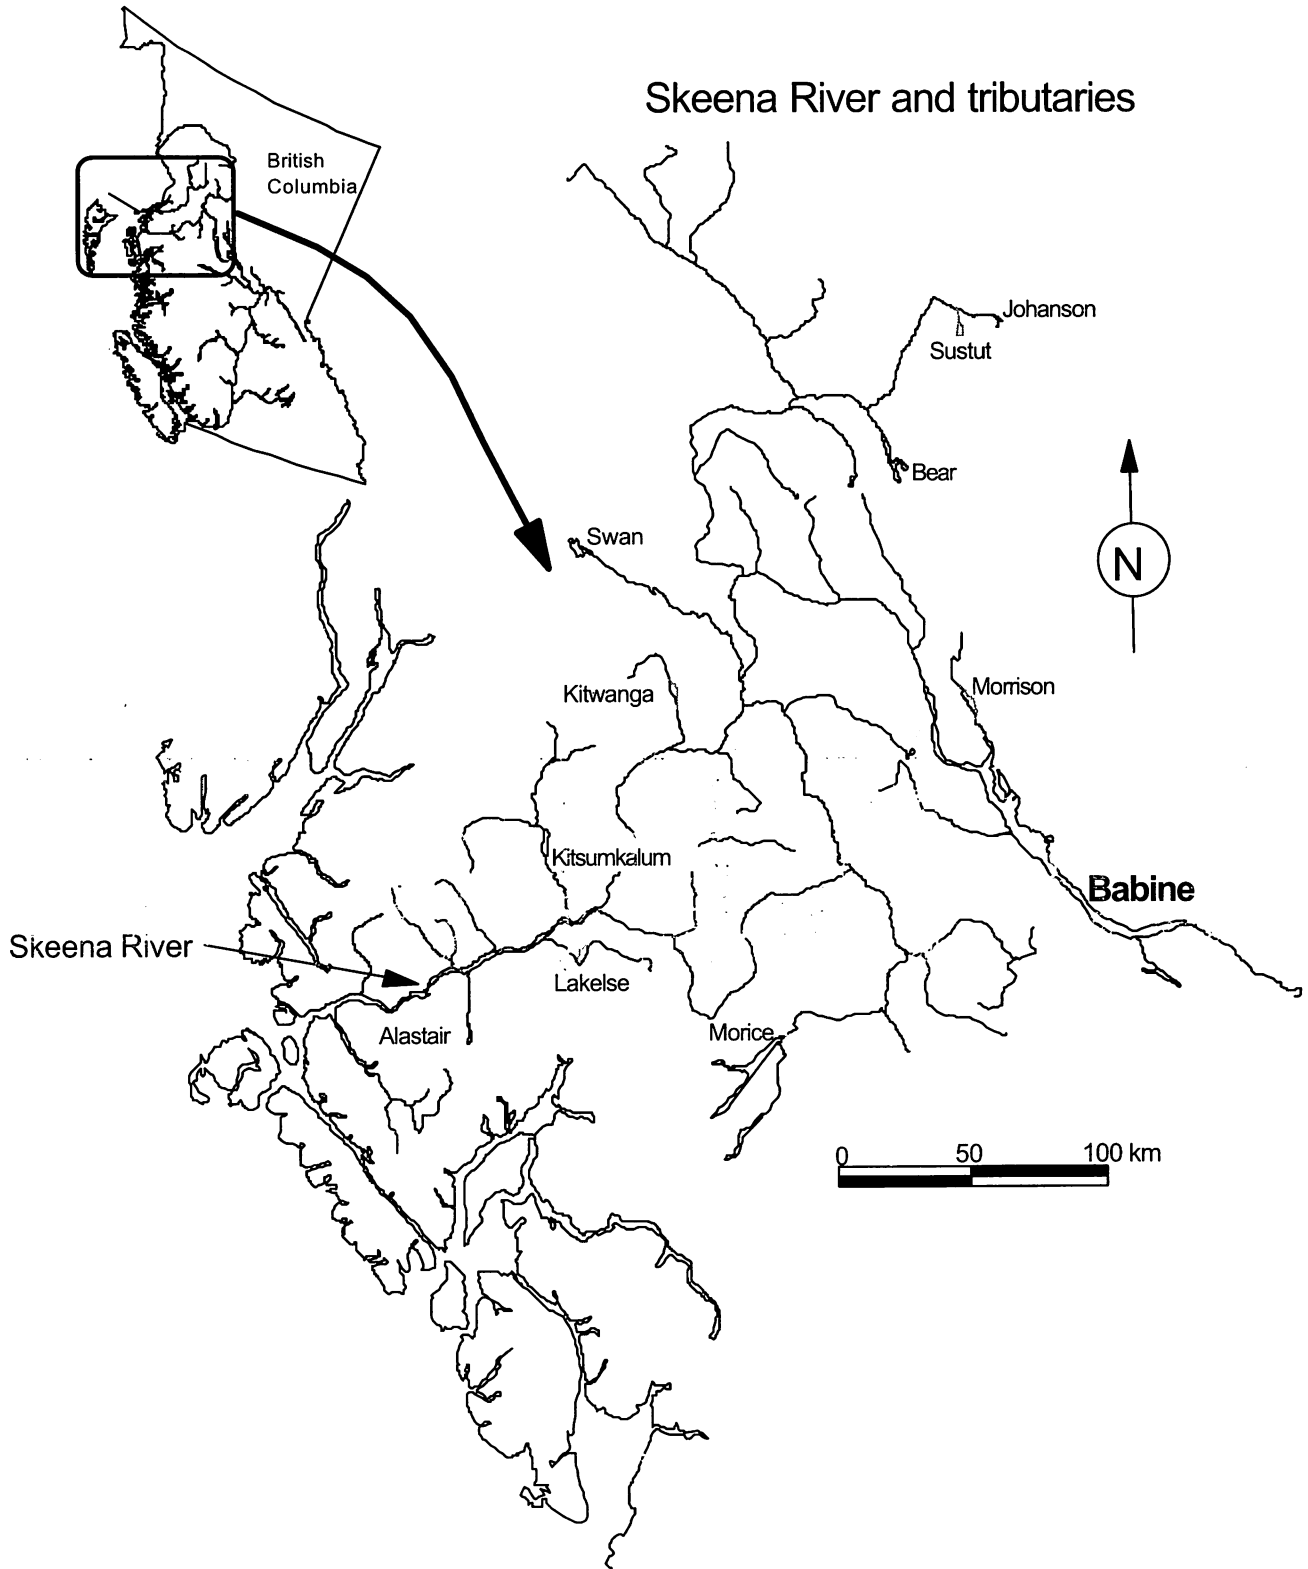 Skeena River and tributaries
British
Columbia
Johanson
Sustut
Bear
Swan
N
Kitwanga
Morrison
Kitsumkalum
Babine
Skeena River
Lakelse
Alastair
Morice
0 50 100 km